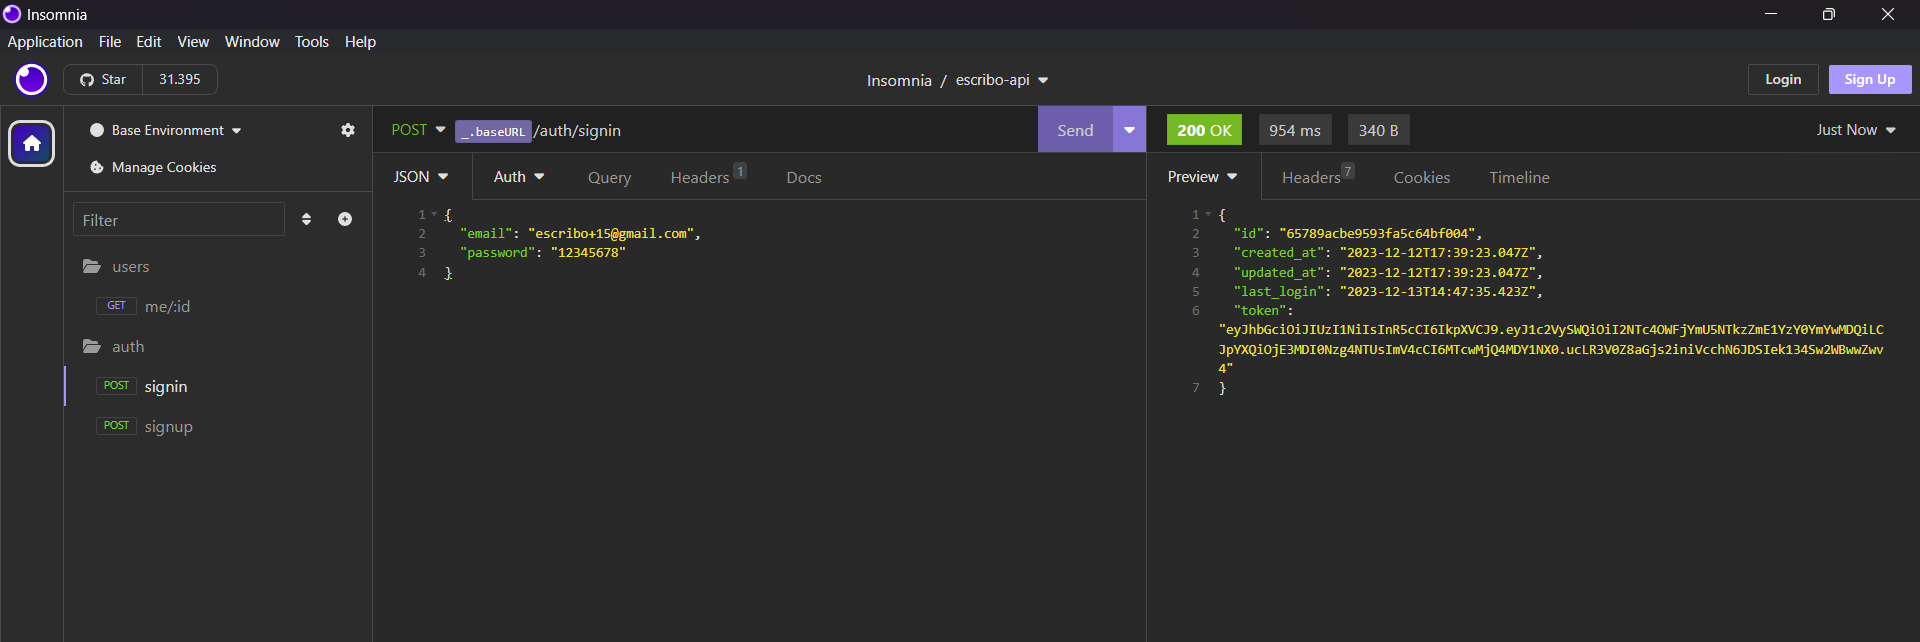 Insomnia
Application File Edit View Window Tools Help
Star 31.395
Insomnia / escribo-api
Login Sign Up
Base Environment
Manage Cookies
Filter
users
GET me/:id
auth
POST signin
POST signup
POST _.baseURL /auth/signin Send
JSON Auth Query Headers 1 Docs
1 {
2 "email": "escribo+15@gmail.com",
3 "password": "12345678"
4 }
200 OK 954 ms 340 B Just Now
Preview Headers 7 Cookies Timeline
1 {
2 "id": "65789acbe9593fa5c64bf004",
3 "created_at": "2023-12-12T17:39:23.047Z",
4 "updated_at": "2023-12-12T17:39:23.047Z",
5 "last_login": "2023-12-13T14:47:35.423Z",
6 "token":
"eyJhbGciOiJIUzI1NiIsInR5cCI6IkpXVCJ9.eyJ1c2VySWQiOiI2NTc4OWFjYmU5NTkzZmE1YzY0YmYwMDQiLC
JpYXQiOjE3MDI0Nzg4NTUsImV4cCI6MTcwMjQ4MDY1NX0.ucLR3V0Z8aGjs2iniVcchN6JDSIek134Sw2WBwwZwv
4"
7 }